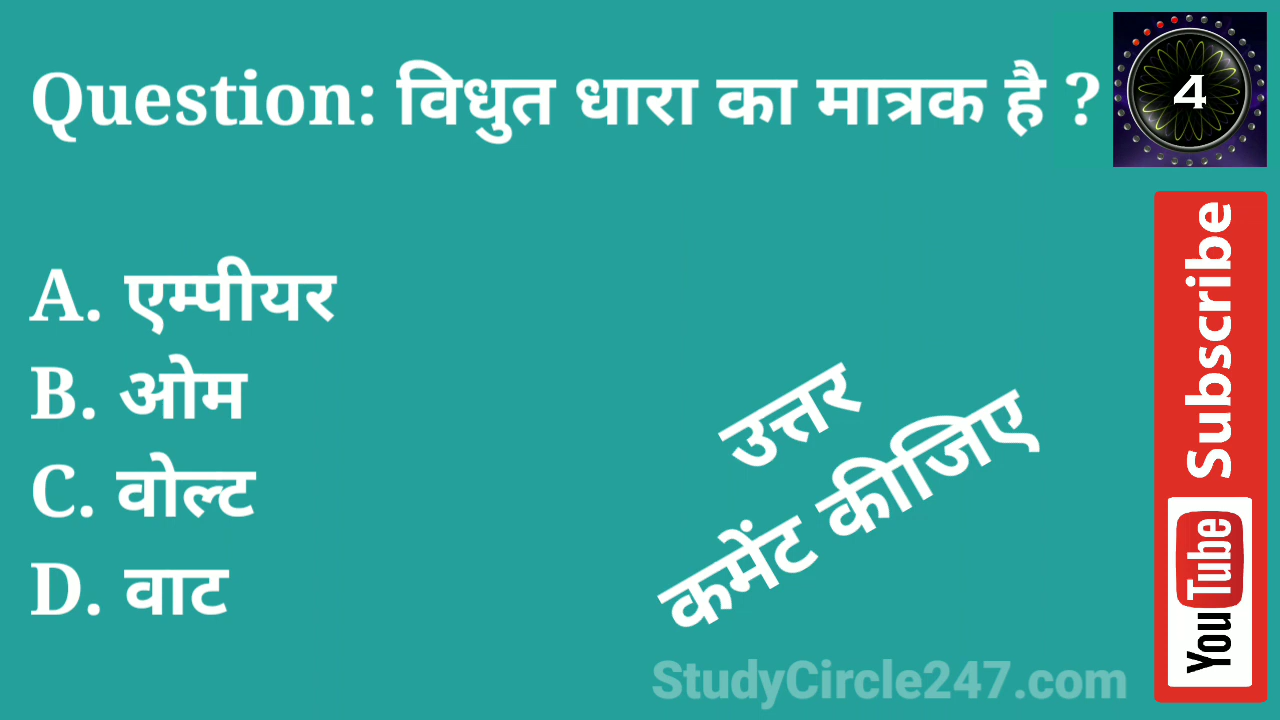 Question: विधुत धारा का मात्रक है ?
4
A. एम्पीयर
B. ओम
C. वोल्ट
D. वाट
उत्तर
कमेंट कीजिए
YouTube Subscribe
StudyCircle247.com